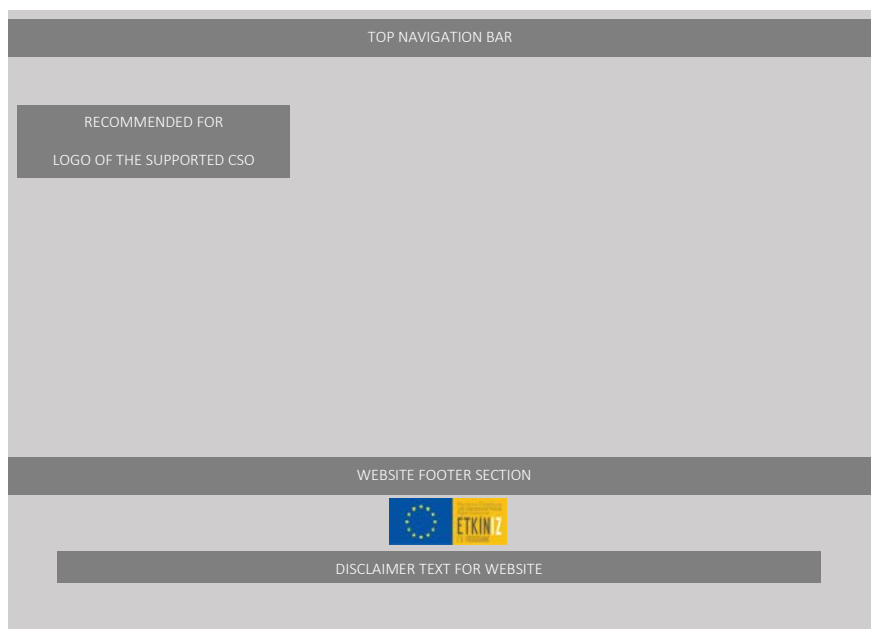 TOP NAVIGATION BAR
RECOMMENDED FOR
LOGO OF THE SUPPORTED CSO
WEBSITE FOOTER SECTION
ETKINIZ
DISCLAIMER TEXT FOR WEBSITE